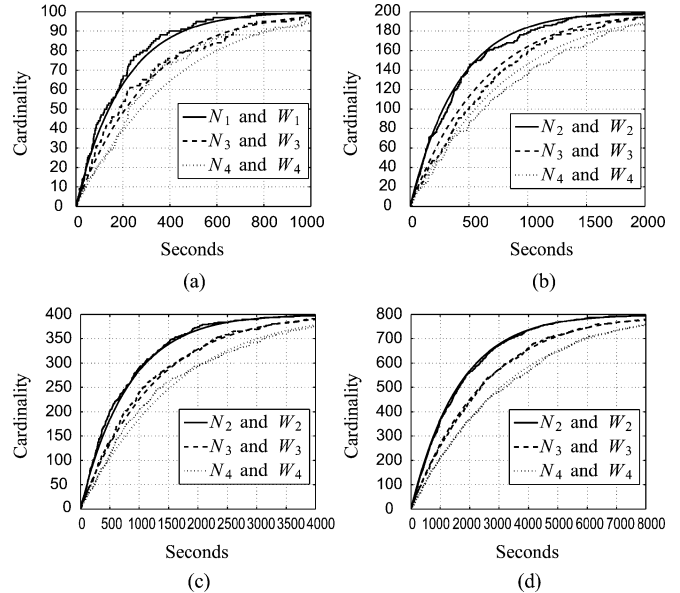 100
90
80
70
60
50
40
30
20
10
0
Cardinality
N1 and W1
N3 and W3
N4 and W4
0 200 400 600 800 1000
Seconds
(a)
200
180
160
140
120
100
80
60
40
20
0
Cardinality
N2 and W2
N3 and W3
N4 and W4
0 500 1000 1500 2000
Seconds
(b)
400
350
300
250
200
150
100
50
0
Cardinality
N2 and W2
N3 and W3
N4 and W4
0 500 1000 1500 2000 2500 3000 3500 4000
Seconds
(c)
800
700
600
500
400
300
200
100
0
Cardinality
N2 and W2
N3 and W3
N4 and W4
0 1000 2000 3000 4000 5000 6000 7000 8000
Seconds
(d)